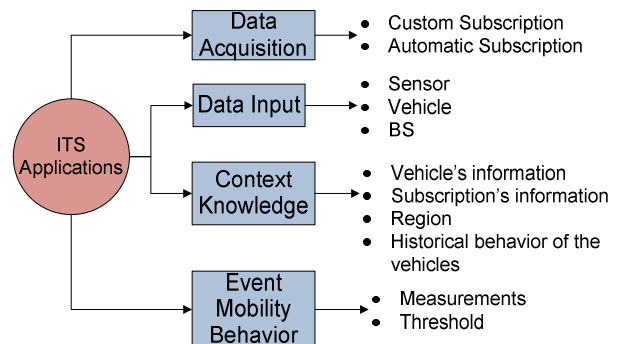 ITS
Applications
Data
Acquisition
• Custom Subscription
• Automatic Subscription
Data Input
• Sensor
• Vehicle
• BS
Context
Knowledge
• Vehicle's information
• Subscription's information
• Region
• Historical behavior of the
vehicles
Event
Mobility
Behavior
• Measurements
• Threshold